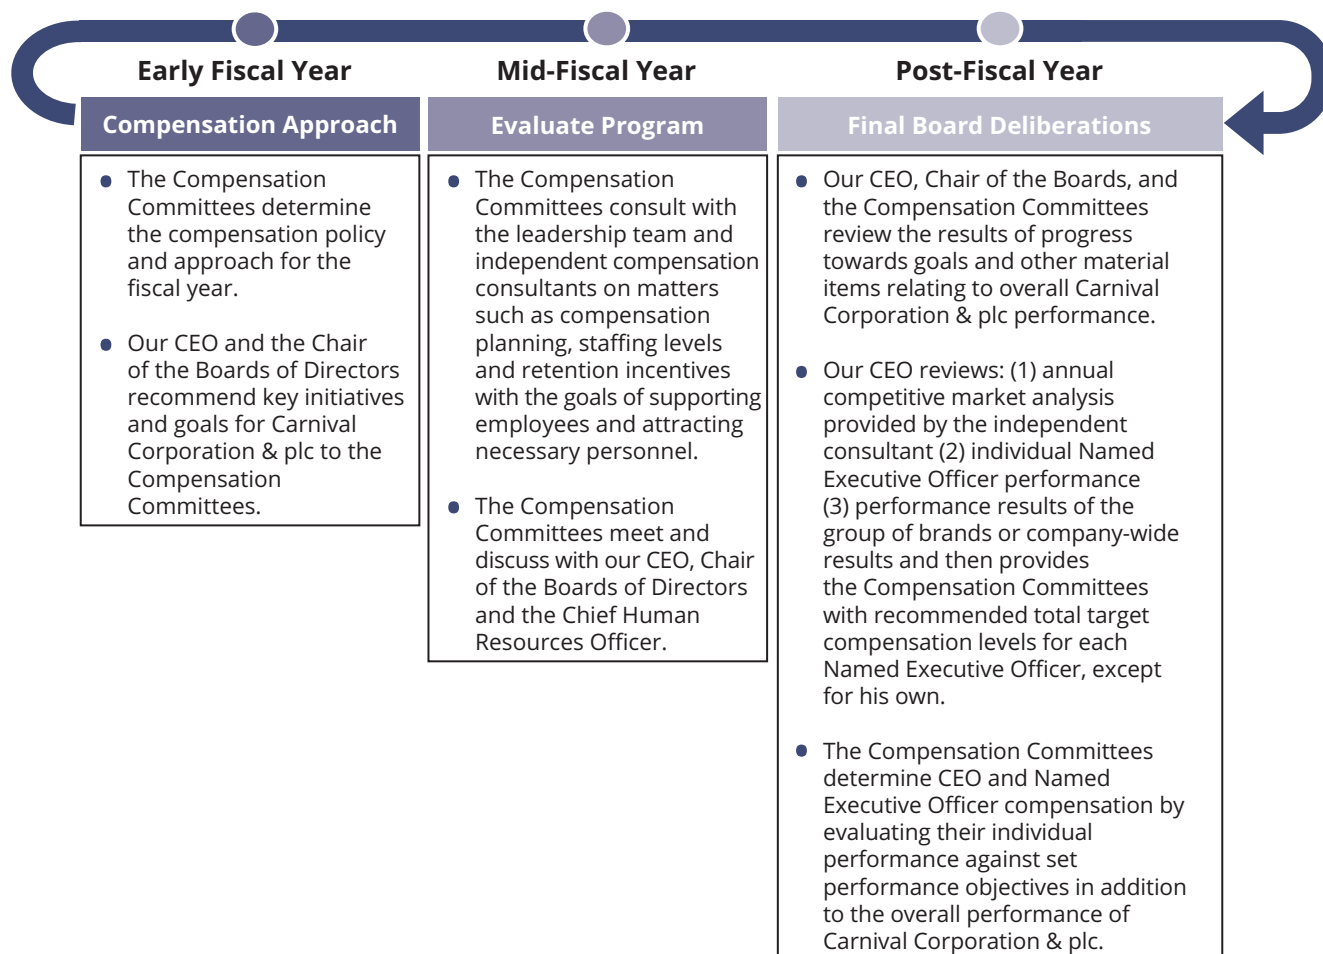 Early Fiscal Year
Compensation Approach
The Compensation
Committees determine
the compensation policy
and approach for the
fiscal year.
Our CEO and the Chair
of the Boards of Directors
recommend key initiatives
and goals for Carnival
Corporation & plc to the
Compensation
Committees.
Mid-Fiscal Year
Evaluate Program
The Compensation
Committees consult with
the leadership team and
independent compensation
consultants on matters
such as compensation
planning, staffing levels
and retention incentives
with the goals of supporting
employees and attracting
necessary personnel.
The Compensation
Committees meet and
discuss with our CEO, Chair
of the Boards of Directors
and the Chief Human
Resources Officer.
Post-Fiscal Year
Final Board Deliberations
Our CEO, Chair of the Boards, and
the Compensation Committees
review the results of progress
towards goals and other material
items relating to overall Carnival
Corporation & plc performance.
Our CEO reviews: (1) annual
competitive market analysis
provided by the independent
consultant (2) individual Named
Executive Officer performance
(3) performance results of the
group of brands or company-wide
results and then provides
the Compensation Committees
with recommended total target
compensation levels for each
Named Executive Officer, except
for his own.
The Compensation Committees
determine CEO and Named
Executive Officer compensation by
evaluating their individual
performance against set
performance objectives in addition
to the overall performance of
Carnival Corporation & plc.